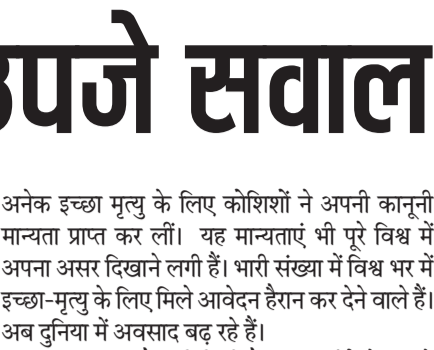 उपजे सवाल
अनेक इच्छा मृत्यु के लिए कोशिशों ने अपनी कानूनी
मान्यता प्राप्त कर लीं। यह मान्यताएं भी पूरे विश्व में
अपना असर दिखाने लगी हैं। भारी संख्या में विश्व भर में
इच्छा-मृत्यु के लिए मिले आवेदन हैरान कर देने वाले हैं।
अब दुनिया में अवसाद बढ़ रहे हैं।